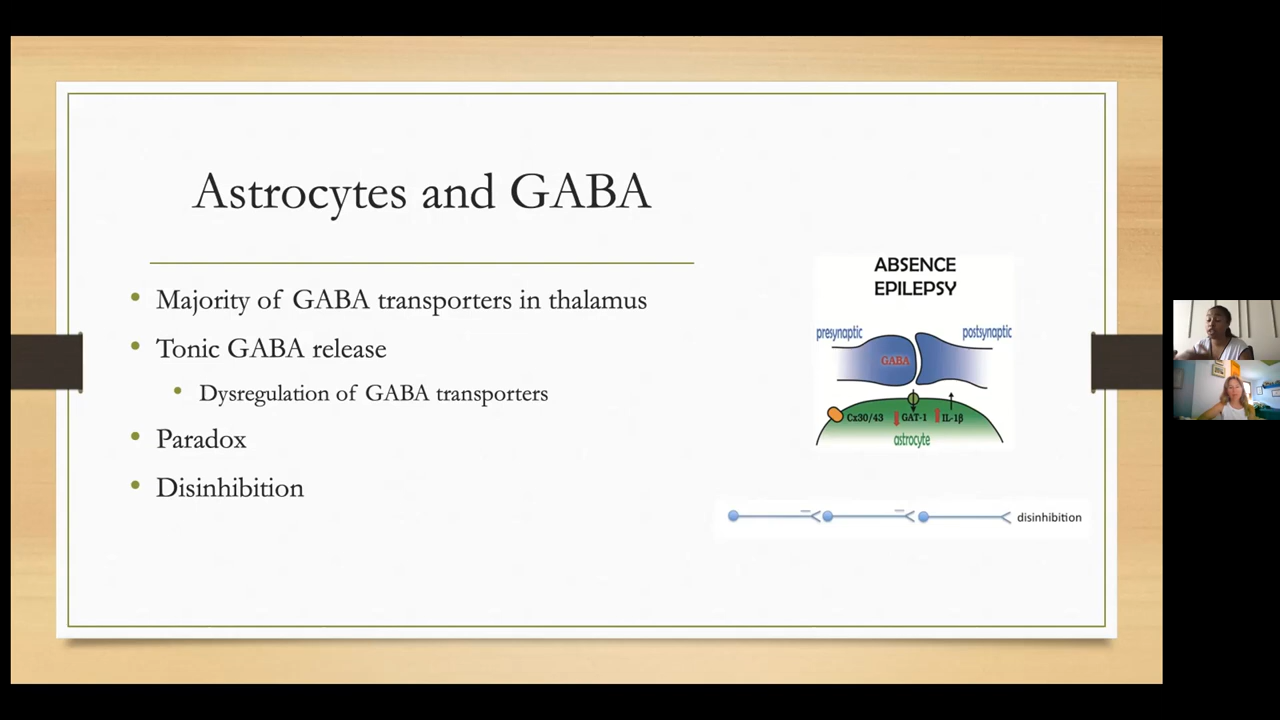 Astrocytes and GABA
Majority of GABA transporters in thalamus
Tonic GABA release
Dysregulation of GABA transporters
Paradox
Disinhibition
ABSENCE
EPILEPSY
presynaptic
postsynaptic
GABA
Cx30/43
GAT-1
IL-1β
astrocyte
disinhibition